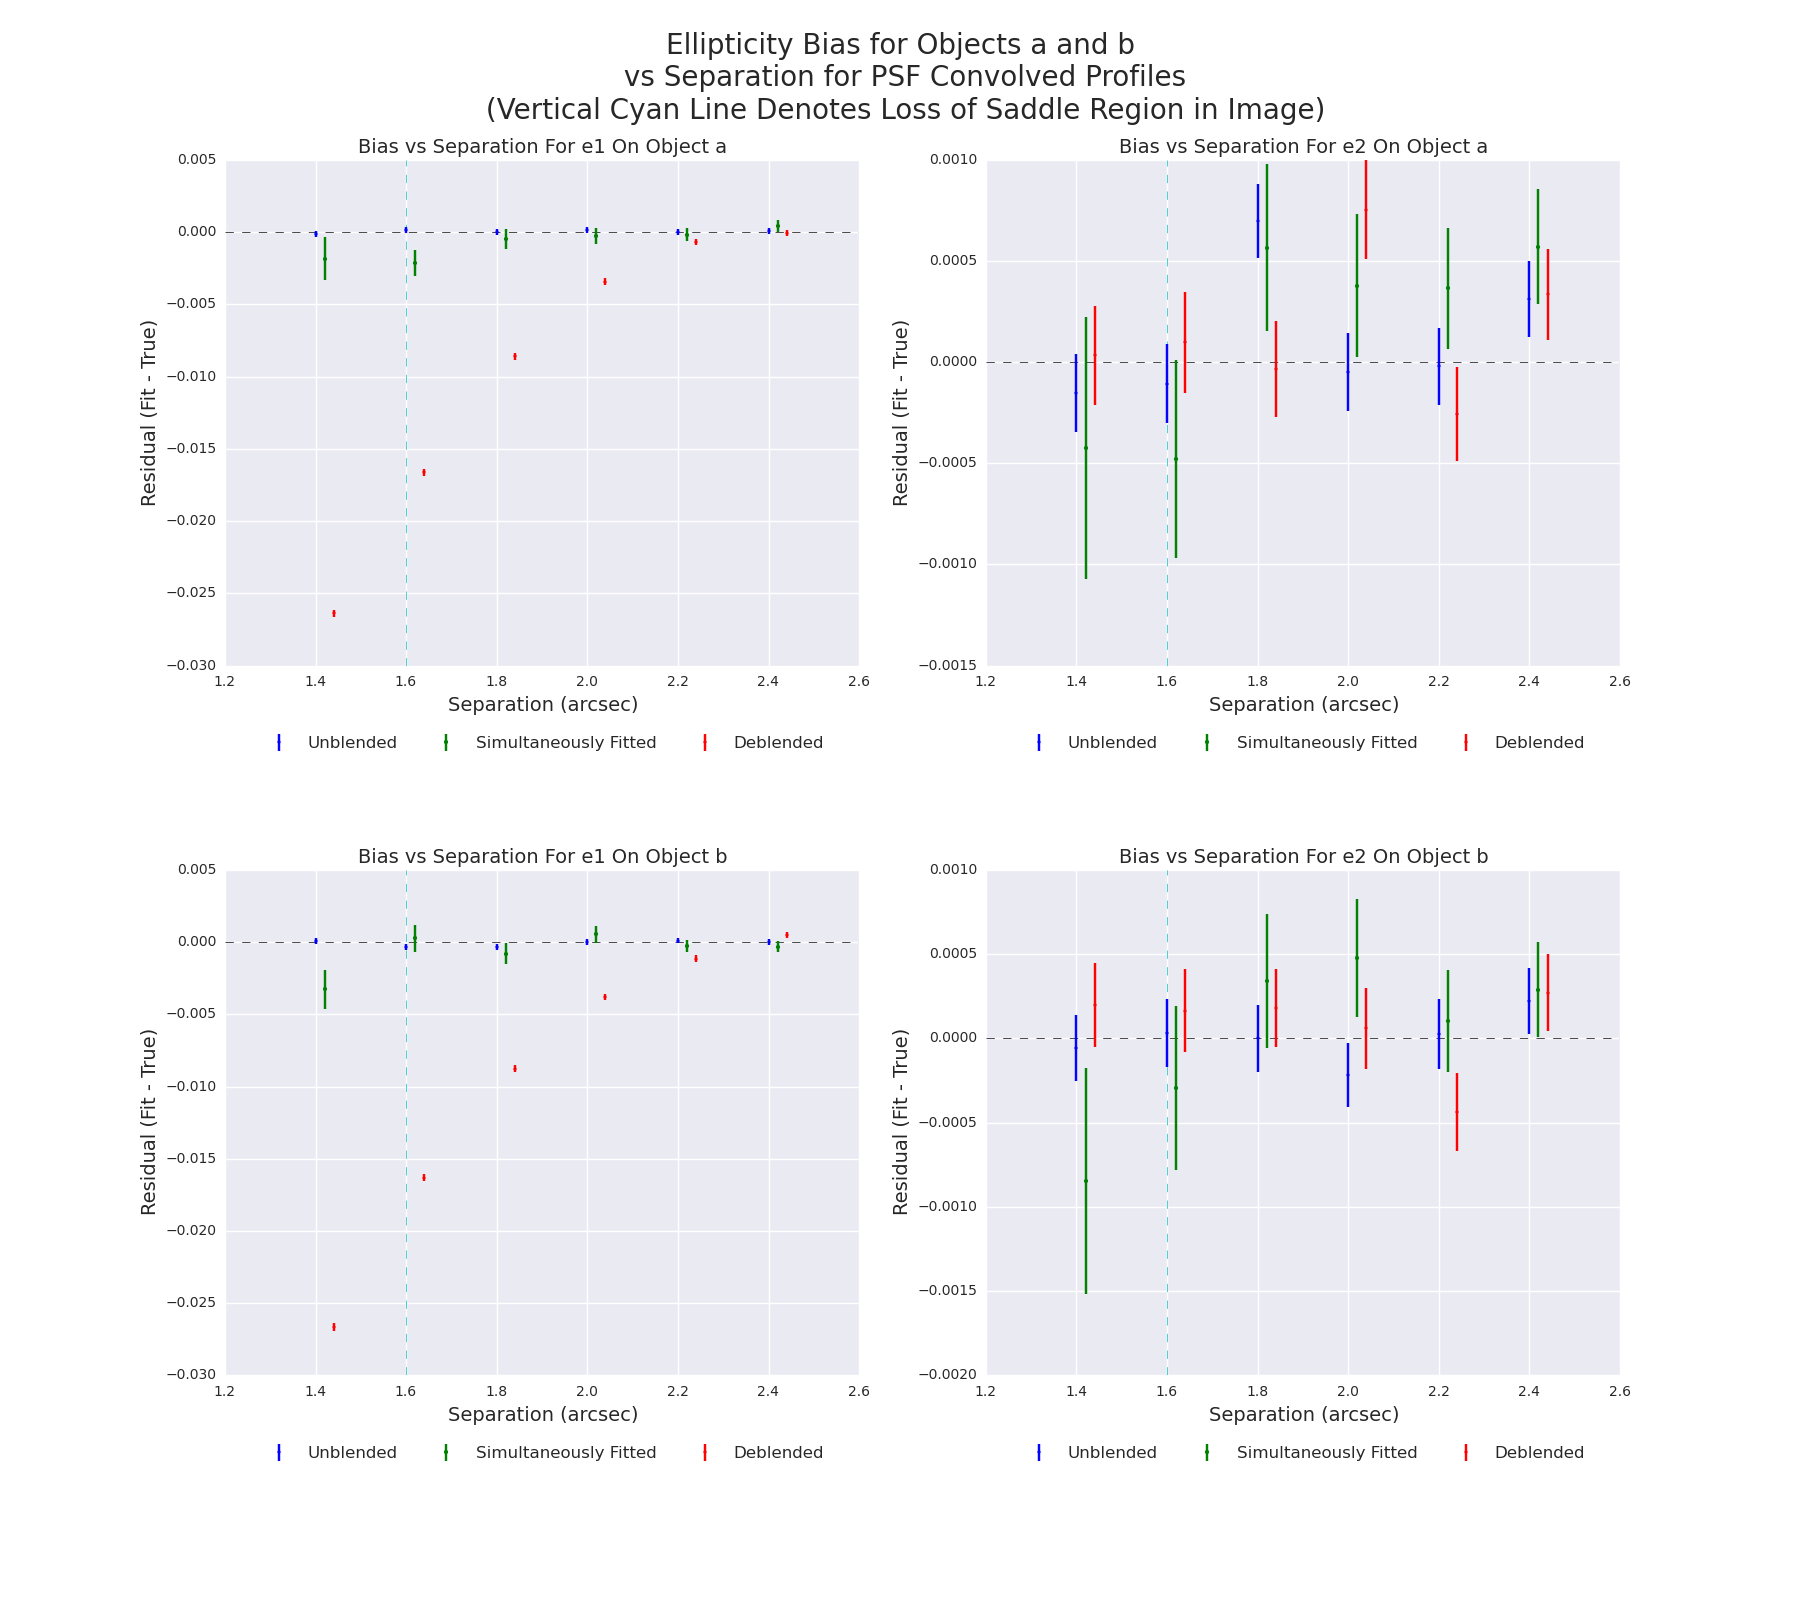 Ellipticity Bias for Objects a and b
vs Separation for PSF Convolved Profiles
(Vertical Cyan Line Denotes Loss of Saddle Region in Image)
Bias vs Separation For e1 On Object a
0.005
0.000
−0.005
−0.010
−0.015
−0.020
−0.025
−0.030
Residual (Fit - True)
1.2 1.4 1.6 1.8 2.0 2.2 2.4 2.6
Separation (arcsec)
Unblended Simultaneously Fitted Deblended
Bias vs Separation For e2 On Object a
0.0010
0.0005
0.0000
−0.0005
−0.0010
−0.0015
Residual (Fit - True)
1.2 1.4 1.6 1.8 2.0 2.2 2.4 2.6
Separation (arcsec)
Unblended Simultaneously Fitted Deblended
Bias vs Separation For e1 On Object b
0.005
0.000
−0.005
−0.010
−0.015
−0.020
−0.025
−0.030
Residual (Fit - True)
1.2 1.4 1.6 1.8 2.0 2.2 2.4 2.6
Separation (arcsec)
Unblended Simultaneously Fitted Deblended
Bias vs Separation For e2 On Object b
0.0010
0.0005
0.0000
−0.0005
−0.0010
−0.0015
−0.0020
Residual (Fit - True)
1.2 1.4 1.6 1.8 2.0 2.2 2.4 2.6
Separation (arcsec)
Unblended Simultaneously Fitted Deblended